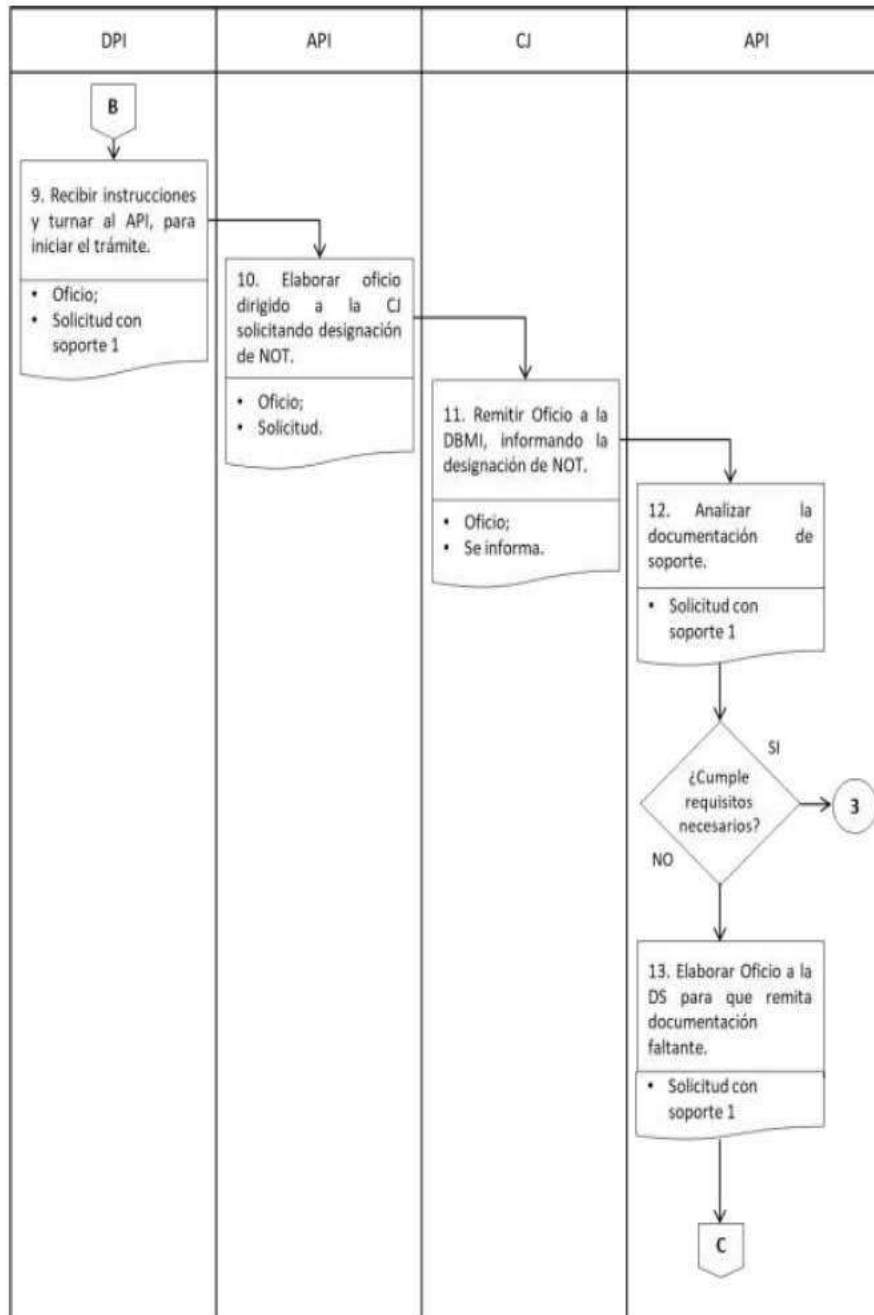 DPI
API
CJ
API
B
9. Recibir instrucciones
y turnar al API, para
iniciar el trámite.
• Oficio;
• Solicitud con
soporte 1
10. Elaborar oficio
dirigido a la CJ
solicitando designación
de NOT.
• Oficio;
• Solicitud.
11. Remitir Oficio a la
DBMI, informando la
designación de NOT.
• Oficio;
• Se informa.
12. Analizar la
documentación de
soporte.
• Solicitud con
soporte 1
¿Cumple
requisitos
necesarios?
SI
3
NO
13. Elaborar Oficio a la
DS para que remita
documentación
faltante.
• Solicitud con
soporte 1
C